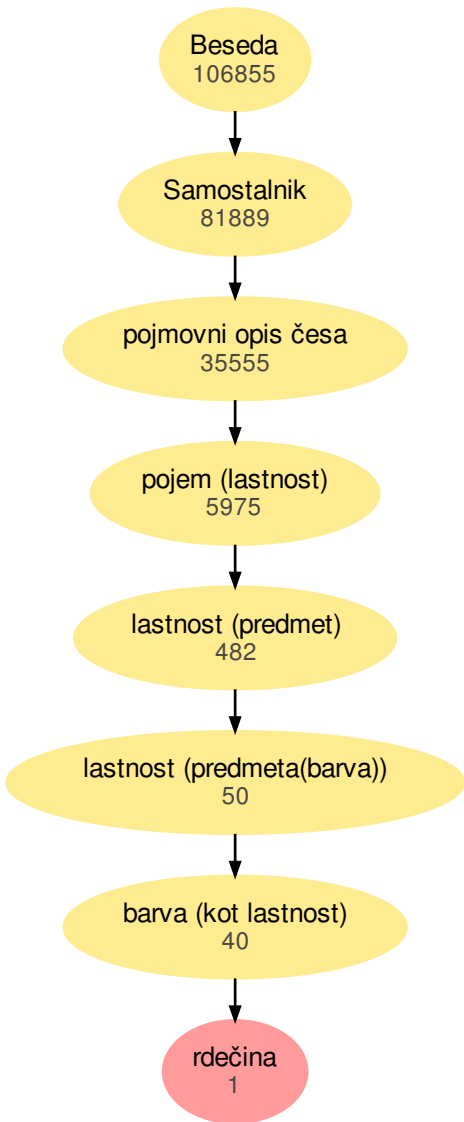 Beseda
106855
Samostalnik
81889
pojmovni opis česa
35555
pojem (lastnost)
5975
lastnost (predmet)
482
lastnost (predmeta(barva))
50
barva (kot lastnost)
40
rdečina
1